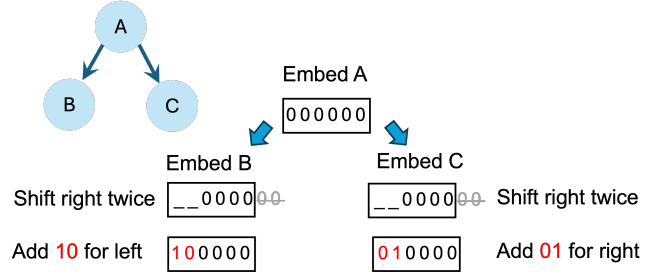 A
B
C
Embed A
000000
Embed B
Embed C
Shift right twice
__000000
__000000
Shift right twice
Add 10 for left
100000
010000
Add 01 for right